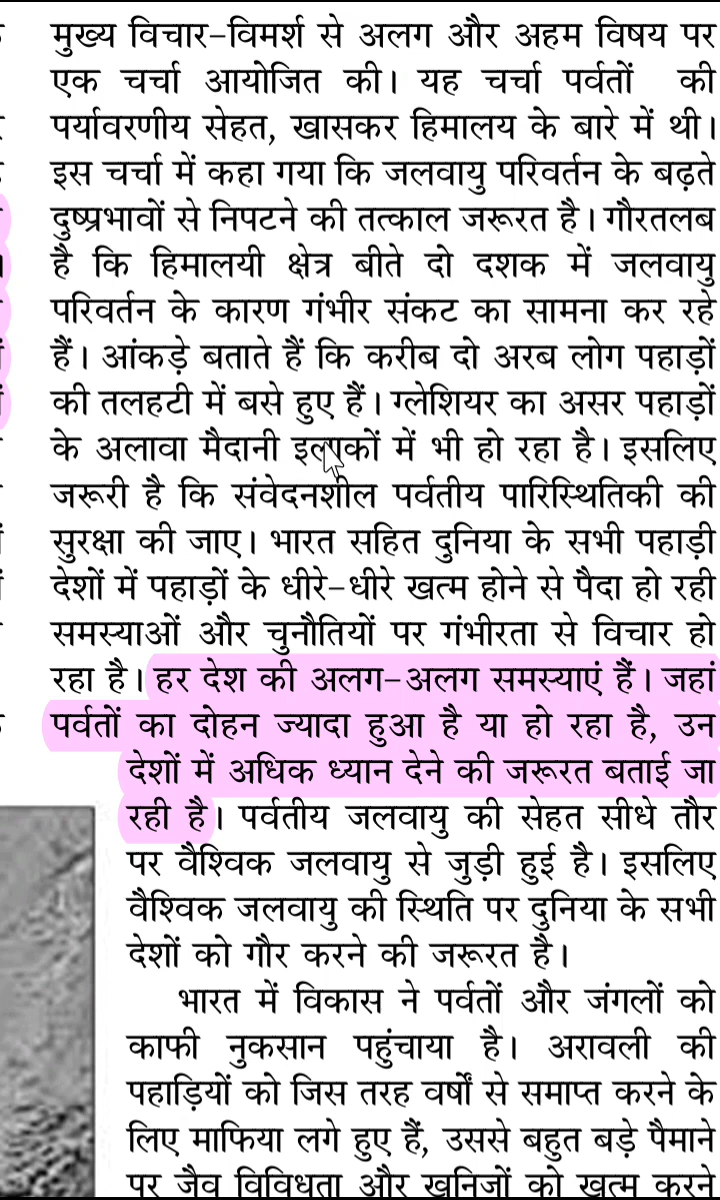 मुख्य विचार-विमर्श से अलग और अहम विषय पर
एक चर्चा आयोजित की। यह चर्चा पर्वतों की
पर्यावरणीय सेहत, खासकर हिमालय के बारे में थी।
इस चर्चा में कहा गया कि जलवायु परिवर्तन के बढ़ते
दुष्प्रभावों से निपटने की तत्काल जरूरत है। गौरतलब
है कि हिमालयी क्षेत्र बीते दो दशक में जलवायु
परिवर्तन के कारण गंभीर संकट का सामना कर रहे
हैं। आंकड़े बताते हैं कि करीब दो अरब लोग पहाड़ों
की तलहटी में बसे हुए हैं। ग्लेशियर का असर पहाड़ों
के अलावा मैदानी इलाकों में भी हो रहा है। इसलिए
जरूरी है कि संवेदनशील पर्वतीय पारिस्थितिकी की
सुरक्षा की जाए। भारत सहित दुनिया के सभी पहाड़ी
देशों में पहाड़ों के धीरे-धीरे खत्म होने से पैदा हो रही
समस्याओं और चुनौतियों पर गंभीरता से विचार हो
रहा है। हर देश की अलग-अलग समस्याएं हैं। जहां
पर्वतों का दोहन ज्यादा हुआ है या हो रहा है, उन
देशों में अधिक ध्यान देने की जरूरत बताई जा
रही है। पर्वतीय जलवायु की सेहत सीधे तौर
पर वैश्विक जलवायु से जुड़ी हुई है। इसलिए
वैश्विक जलवायु की स्थिति पर दुनिया के सभी
देशों को गौर करने की जरूरत है।
भारत में विकास ने पर्वतों और जंगलों को
काफी नुकसान पहुंचाया है। अरावली की
पहाड़ियों को जिस तरह वर्षों से समाप्त करने के
लिए माफिया लगे हुए हैं, उससे बहुत बड़े पैमाने
पर जैव विविधता और खनिजों को खत्म करने